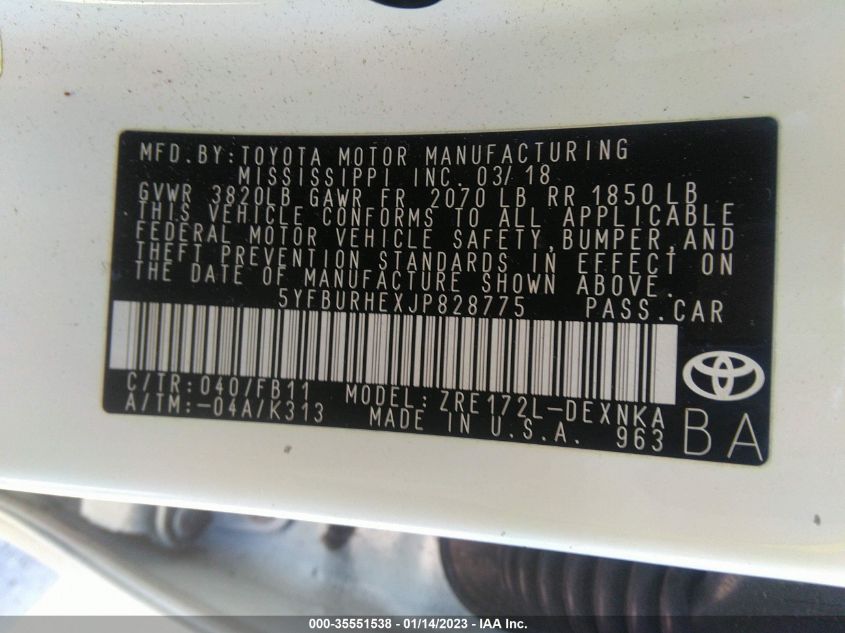 MFD.BY:TOYOTA MOTOR MANUFACTURING
MISSISSIPPI INC. 03/18
GVWR 3820LB GAWR FR 2070 LB RR 1850 LB
THIS VEHICLE CONFORMS TO ALL APPLICABLE
FEDERAL MOTOR VEHICLE SAFETY,BUMPER,AND
THEFT PREVENTION STANDARDS IN EFFECT ON
THE DATE OF MANUFACTURE SHOWN ABOVE.
5YFBURHEXJP828775 PASS.CAR
C/TR:040/FB11 MODEL:ZRE172L-DEXNKA
A/TM:-04A/K313 MADE IN U.S.A. 963
BA
000-35551538 - 01/14/2023 - IAA Inc.